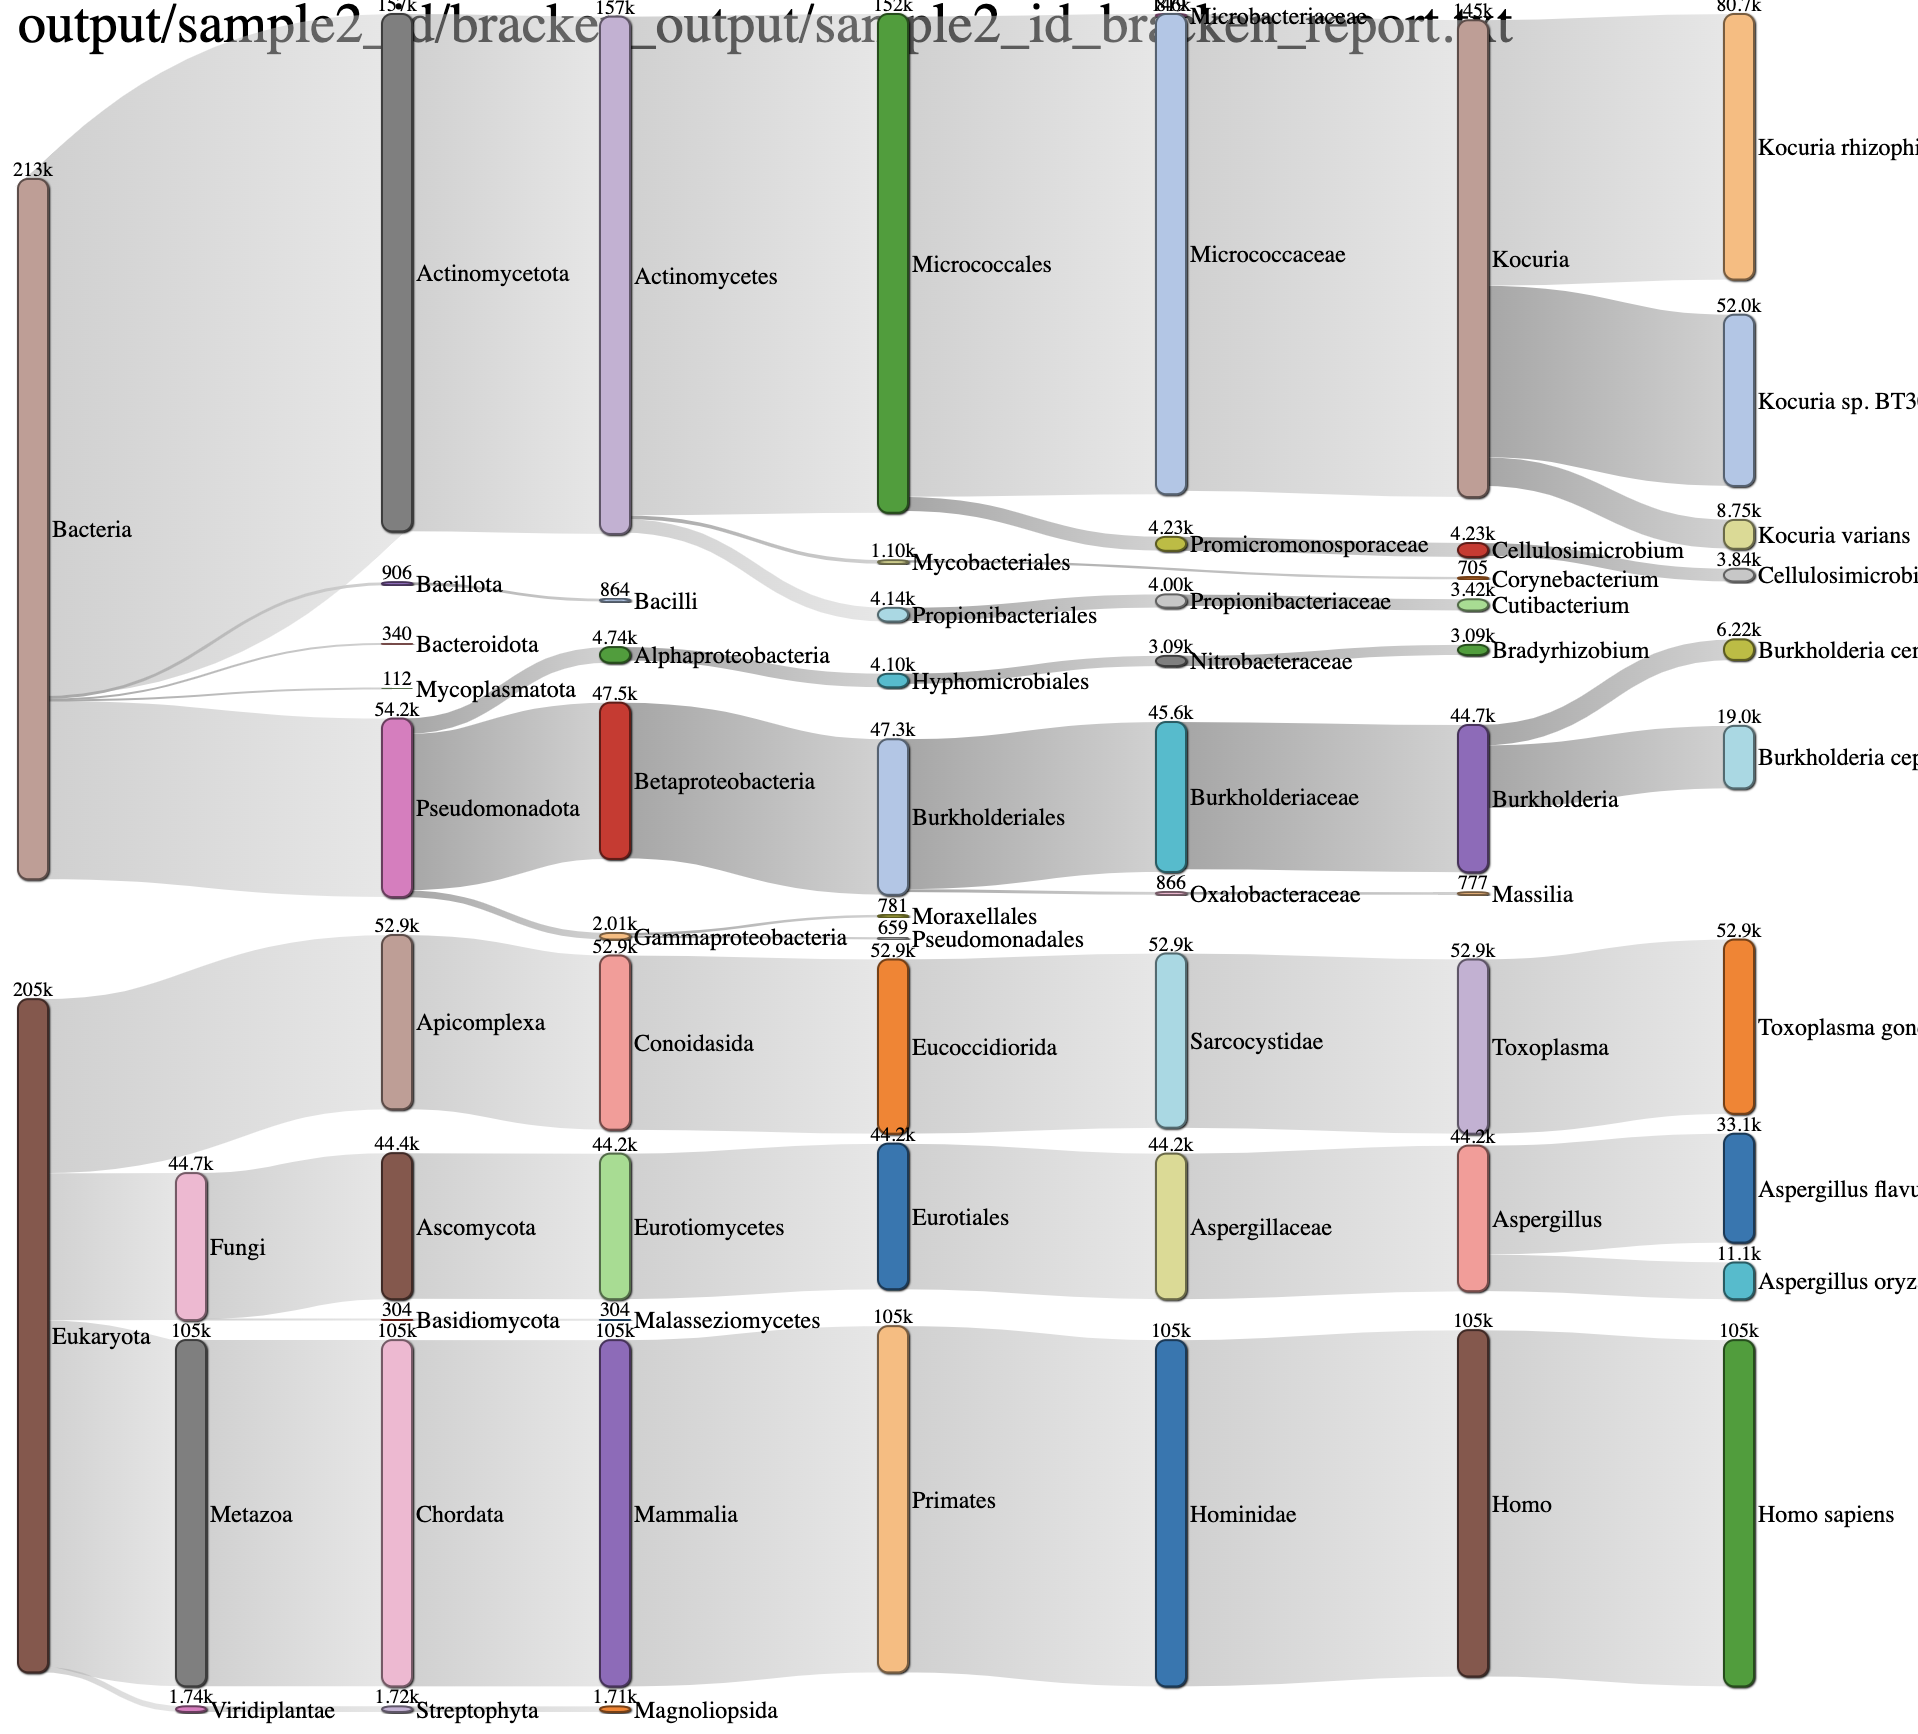 output/sample2_id/bracken_output/sample2_id_bracken_report.txt
213k
Bacteria
205k
Eukaryota
44.7k
Fungi
105k
Metazoa
1.74k
Viridiplantae
157k
Actinomycetota
906
Bacillota
340
Bacteroidota
112
Mycoplasmatota
54.2k
Pseudomonadota
52.9k
Apicomplexa
44.4k
Ascomycota
304
Basidiomycota
105k
Chordata
1.72k
Streptophyta
157k
Actinomycetes
864
Bacilli
4.74k
Alphaproteobacteria
47.5k
Betaproteobacteria
2.01k
Gammaproteobacteria
52.9k
Conoidasida
44.2k
Eurotiomycetes
304
Malasseziomycetes
105k
Mammalia
1.71k
Magnoliopsida
152k
Micrococcales
1.10k
Mycobacteriales
4.14k
Propionibacteriales
4.10k
Hyphomicrobiales
47.3k
Burkholderiales
781
Moraxellales
659
Pseudomonadales
52.9k
Eucoccidiorida
44.2k
Eurotiales
105k
Primates
Microbacteriaceae
Micrococcaceae
4.23k
Promicromonosporaceae
4.00k
Propionibacteriaceae
3.09k
Nitrobacteraceae
45.6k
Burkholderiaceae
866
Oxalobacteraceae
52.9k
Sarcocystidae
44.2k
Aspergillaceae
105k
Hominidae
145k
Kocuria
4.23k
Cellulosimicrobium
705
Corynebacterium
3.42k
Cutibacterium
3.09k
Bradyrhizobium
44.7k
Burkholderia
777
Massilia
52.9k
Toxoplasma
44.2k
Aspergillus
105k
Homo
80.7k
Kocuria rhizophi
52.0k
Kocuria sp. BT3
8.75k
Kocuria varians
3.84k
Cellulosimicrobi
6.22k
Burkholderia cen
19.0k
Burkholderia cep
52.9k
Toxoplasma gon
33.1k
Aspergillus flavu
11.1k
Aspergillus oryz
105k
Homo sapiens